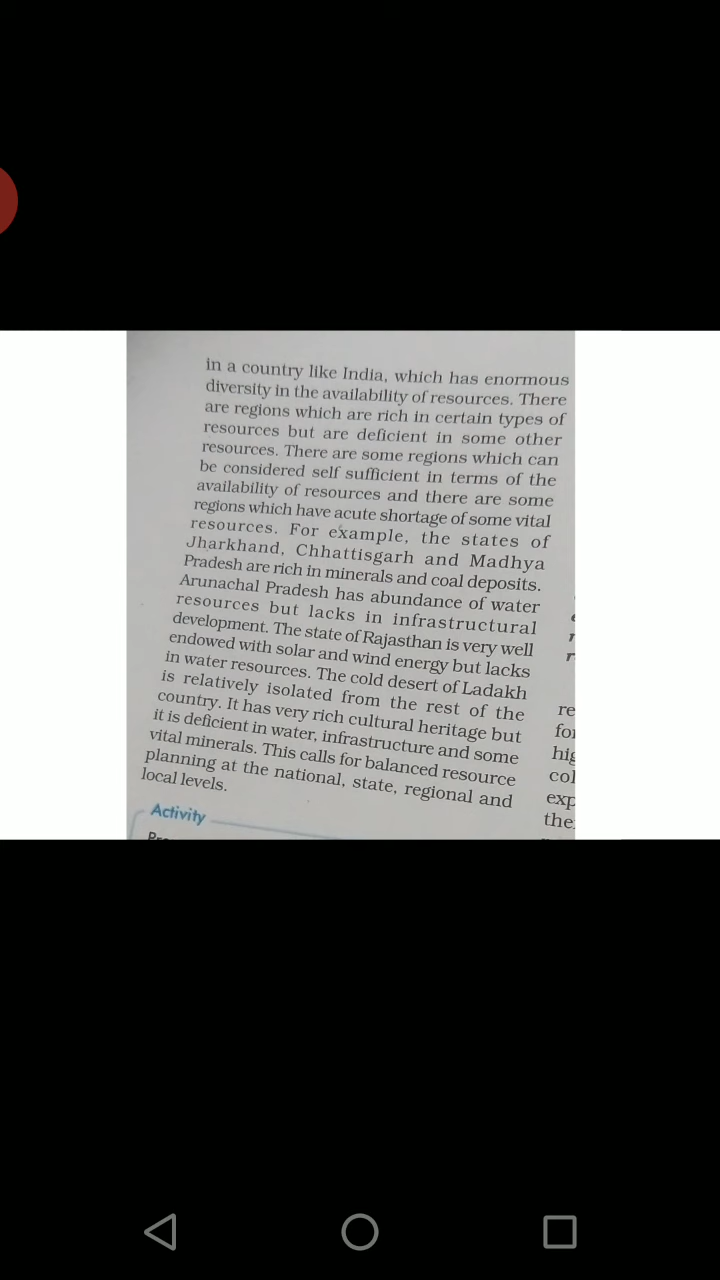 in a country like India, which has enormous
diversity in the availability of resources. There
are regions which are rich in certain types of
resources but are deficient in some other
resources. There are some regions which can
be considered self sufficient in terms of the
availability of resources and there are some
regions which have acute shortage of some vital
resources. For example, the states of
Jharkhand, Chhattisgarh and Madhya
Pradesh are rich in minerals and coal deposits.
Arunachal Pradesh has abundance of water
resources but lacks in infrastructural
development. The state of Rajasthan is very well
endowed with solar and wind energy but lacks
in water resources. The cold desert of Ladakh
is relatively isolated from the rest of the
country. It has very rich cultural heritage but
it is deficient in water, infrastructure and some
vital minerals. This calls for balanced resource
planning at the national, state, regional and
local levels.
Activity
re
hig
col
exp